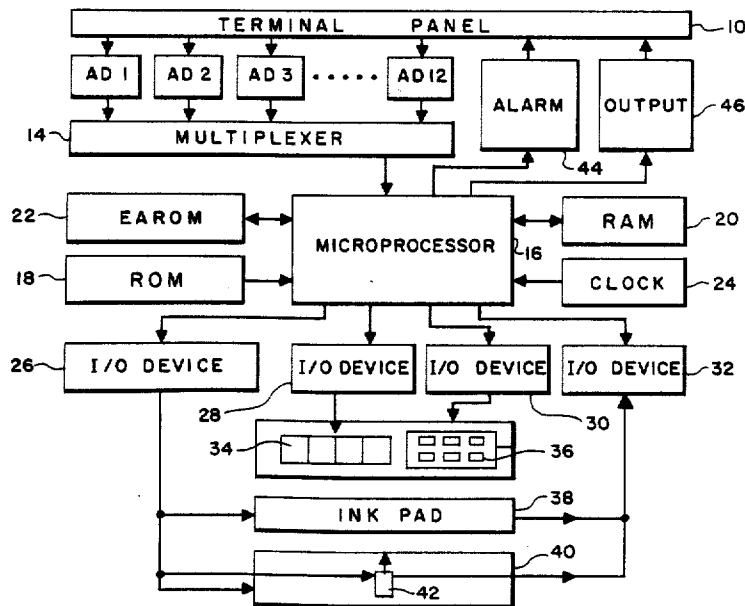 TERMINAL PANEL
10
AD 1 AD 2 AD 3 ..... AD 12
ALARM
OUTPUT
46
14
MULTIPLEXER
44
22
EAROM
MICROPROCESSOR
16
RAM
20
18
ROM
CLOCK
24
26
I/O DEVICE
I/O DEVICE
I/O DEVICE
I/O DEVICE
32
28
30
34
36
38
INK PAD
40
42